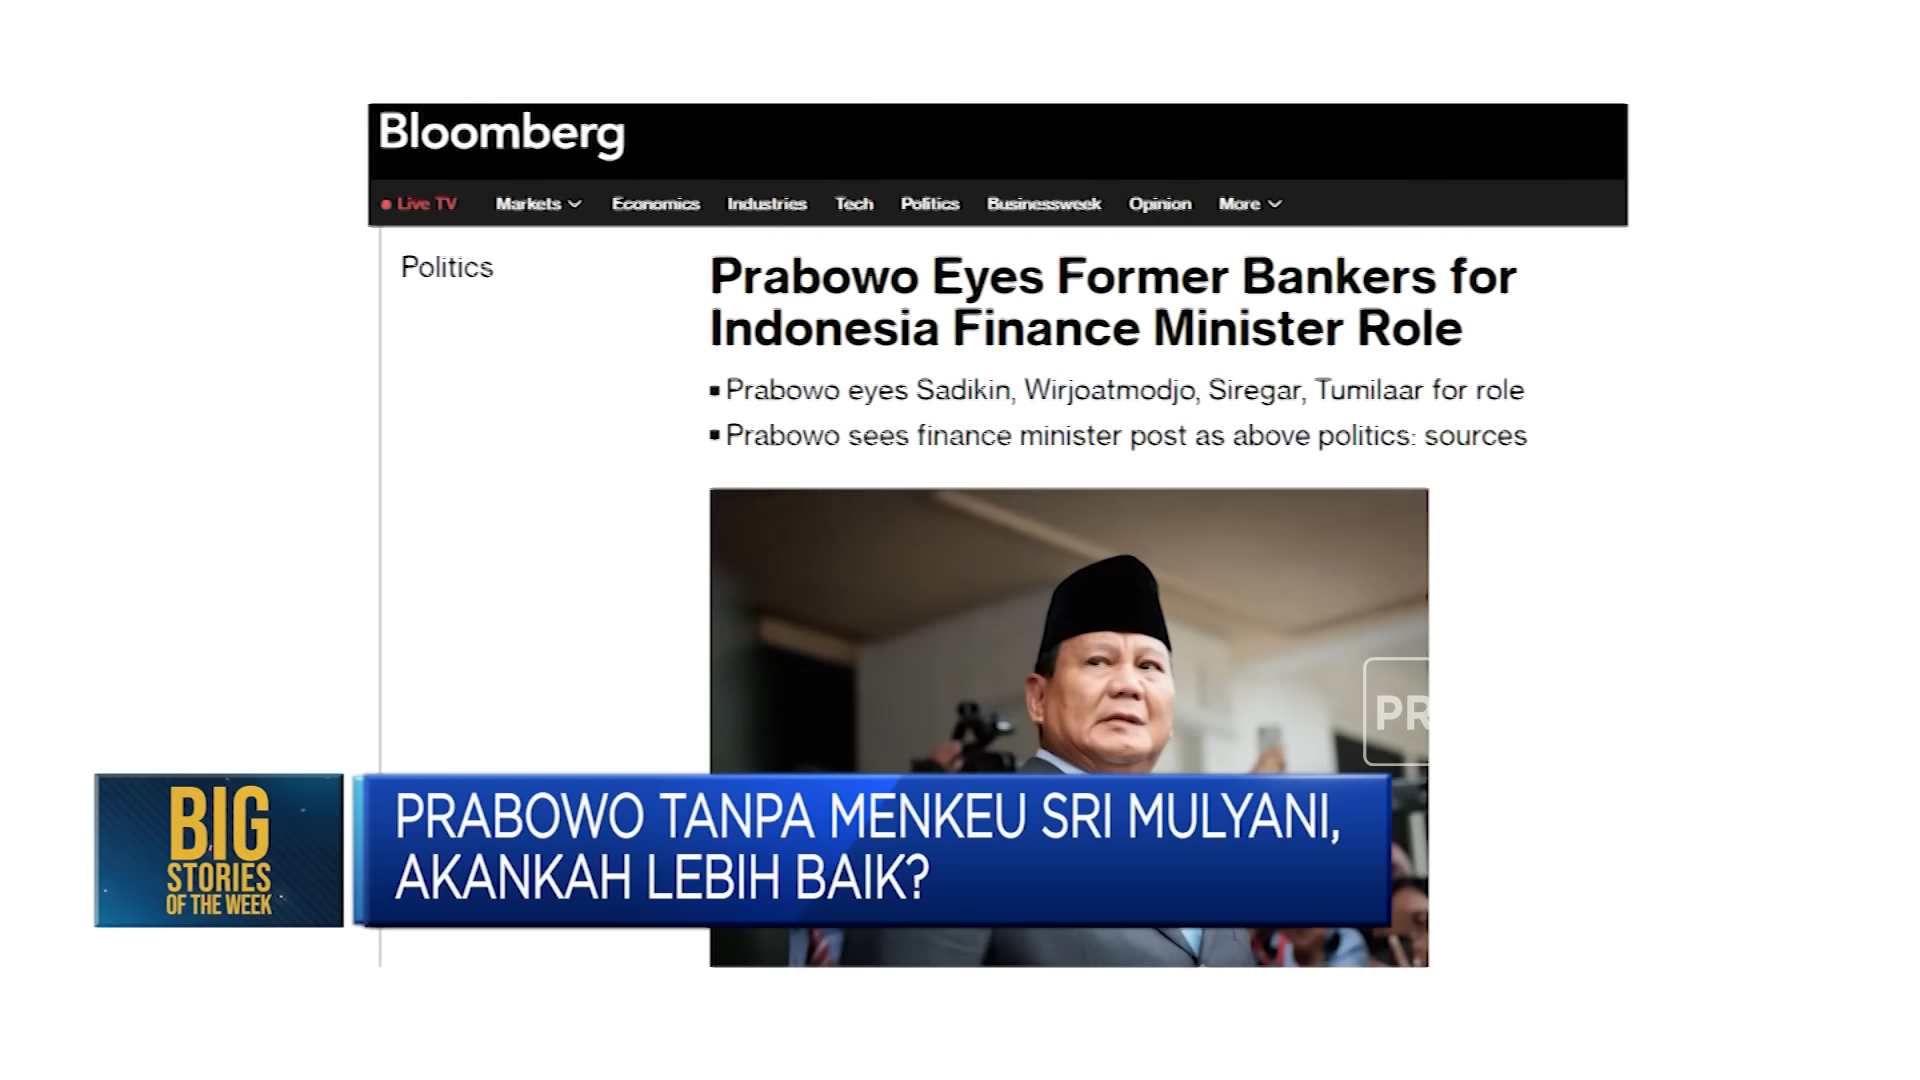 Bloomberg
Live TV Markets Economics Industries Tech Politics Businessweek Opinion More
Politics
Prabowo Eyes Former Bankers for
Indonesia Finance Minister Role
Prabowo eyes Sadikin, Wirjoatmodjo, Siregar, Tumilaar for role
Prabowo sees finance minister post as above politics: sources
PR
BIG
STORIES
OF THE WEEK
PRABOWO TANPA MENKEU SRI MULYANI,
AKANKAH LEBIH BAIK?